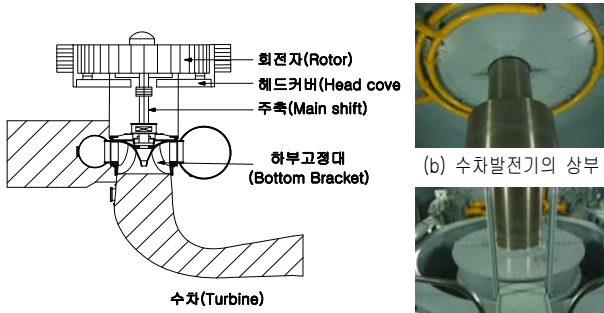 회전자(Rotor)
헤드커버(Head cove
주축(Main shift)
하부고정대
(Bottom Bracket)
수차(Turbine)
(b) 수차발전기의 상부